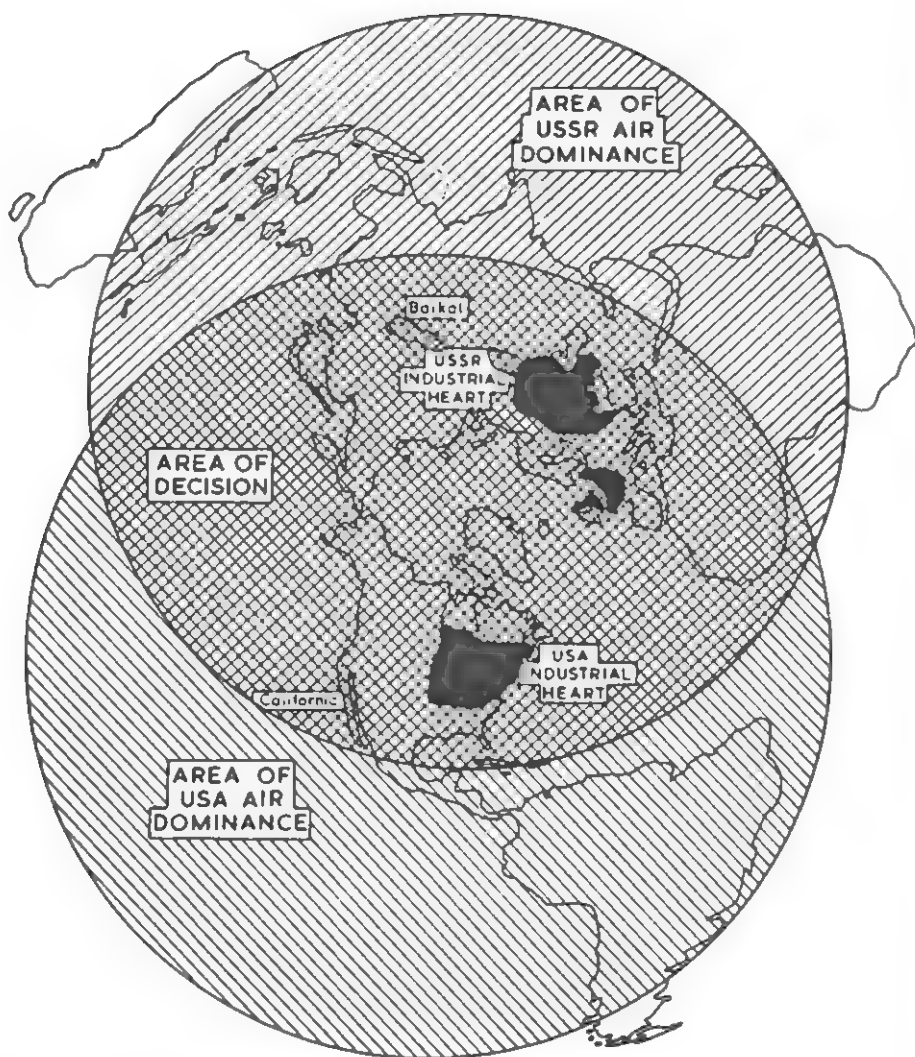 AREA OF
USSR AIR
DOMINANCE
Baikal
USSR
INDUSTRIAL
HEART
AREA OF
DECISION
USA
INDUSTRIAL
HEART
California
AREA OF
USA AIR
DOMINANCE